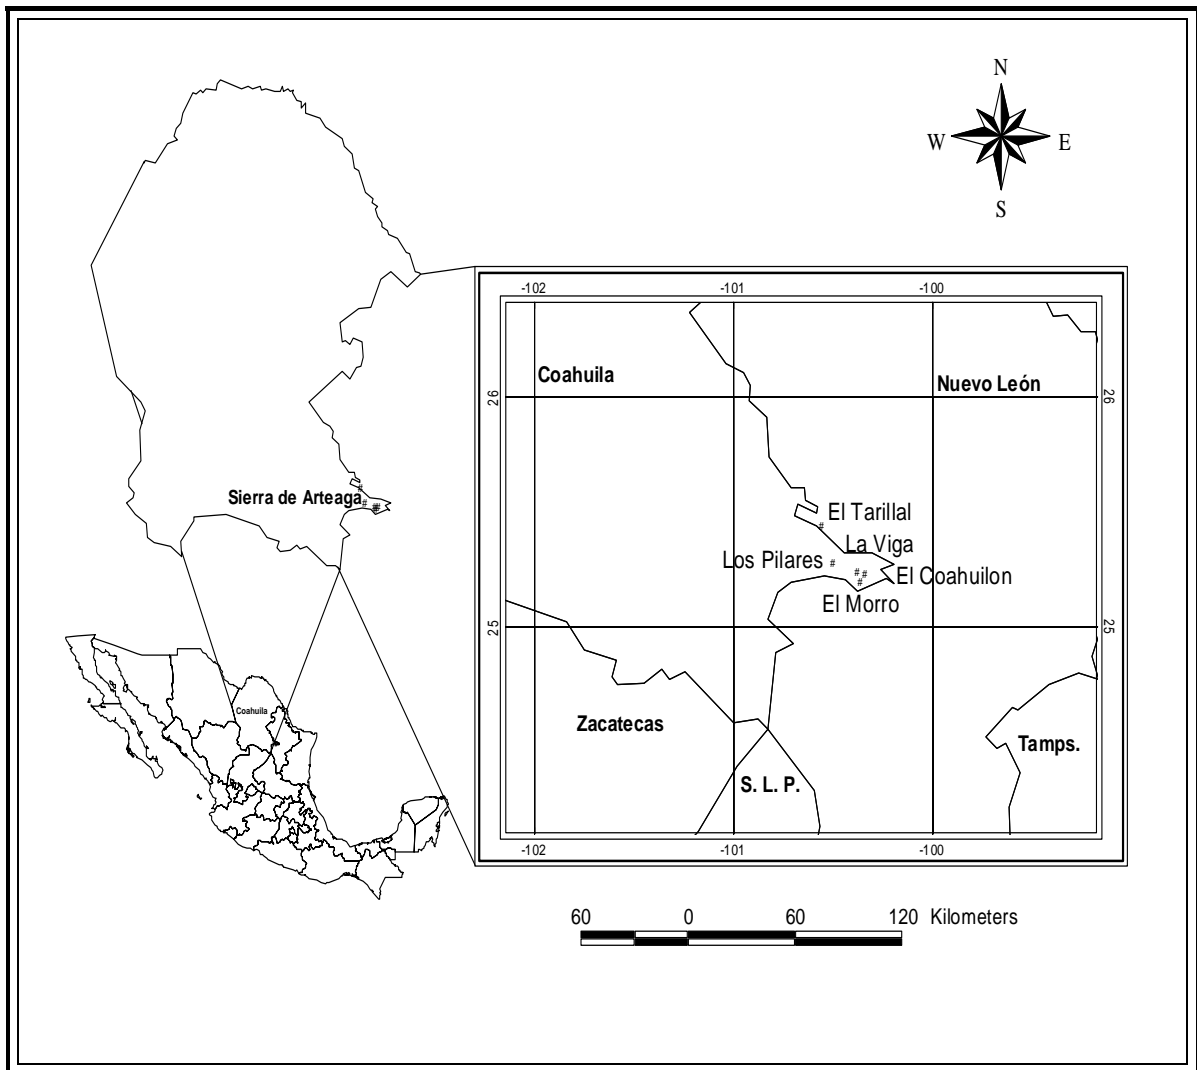 N
W E
S
-102 -101 -100
Coahuila
Nuevo León
26 26
Sierra de Arteaga
# # # #
El Tarillal
#
La Viga
Los Pilares #
# # #
El Coahuilon
El Morro
25 25
Coahuila
Zacatecas
Tamps.
S. L. P.
-102 -101 -100
60 0 60 120 Kilometers